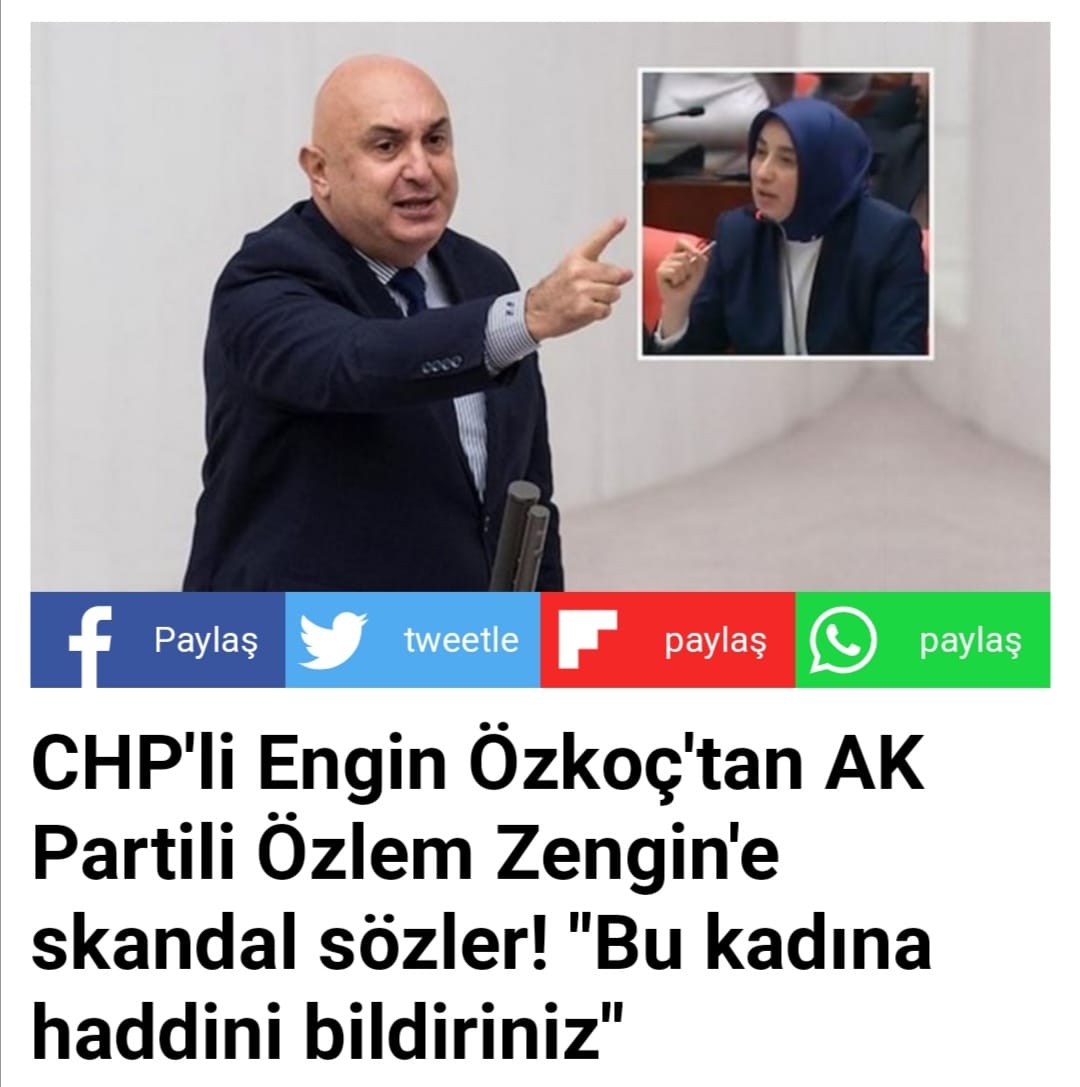 Paylaş
tweetle
paylaş
paylaş
CHP'li Engin Özkoç'tan AK
Partili Özlem Zengin'e
skandal sözler! "Bu kadına
haddini bildiriniz"